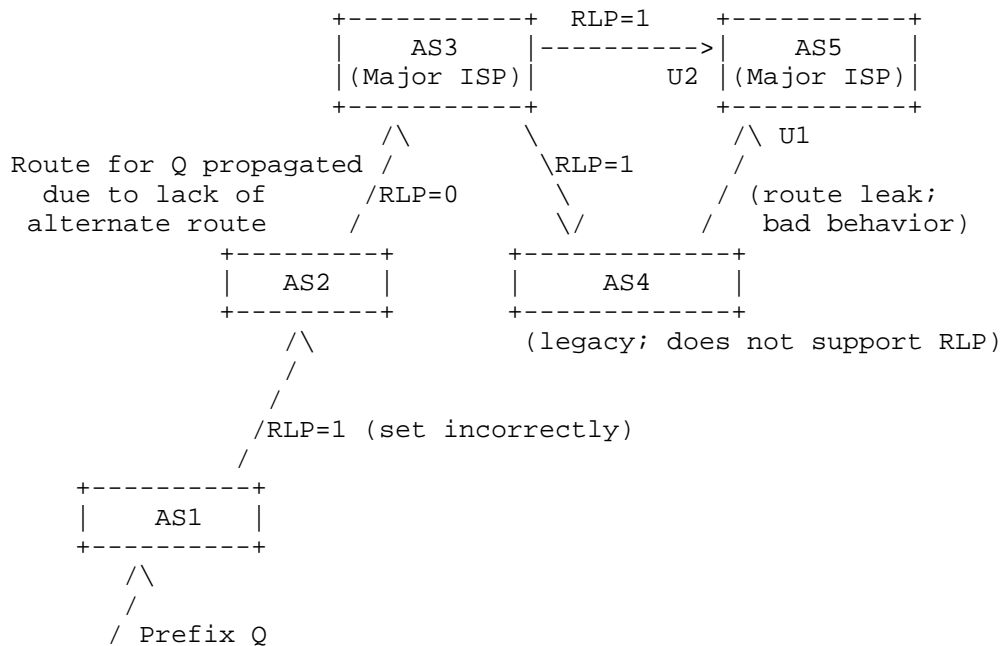 +-----------+  RLP=1    +-----------+
                         |    AS3    |---------->|    AS5    |
                         |(Major ISP)|        U2 |(Major ISP)|
                         +-----------+           +-----------+
                            /\       \            /\ U1
 Route for Q propagated /           \RLP=1      /
   due to lack of       /RLP=0        \         / (route leak;
  alternate route      /              \/       /   bad behavior)
                 +---------+       +-------------+
                 |   AS2   |       |     AS4     |
                 +---------+       +-------------+
                     /\             (legacy; does not support RLP)
                     /
                    /
                   /RLP=1 (set incorrectly)
                  /
      +----------+
      |    AS1   |
      +----------+
         /\
         /
        / Prefix Q